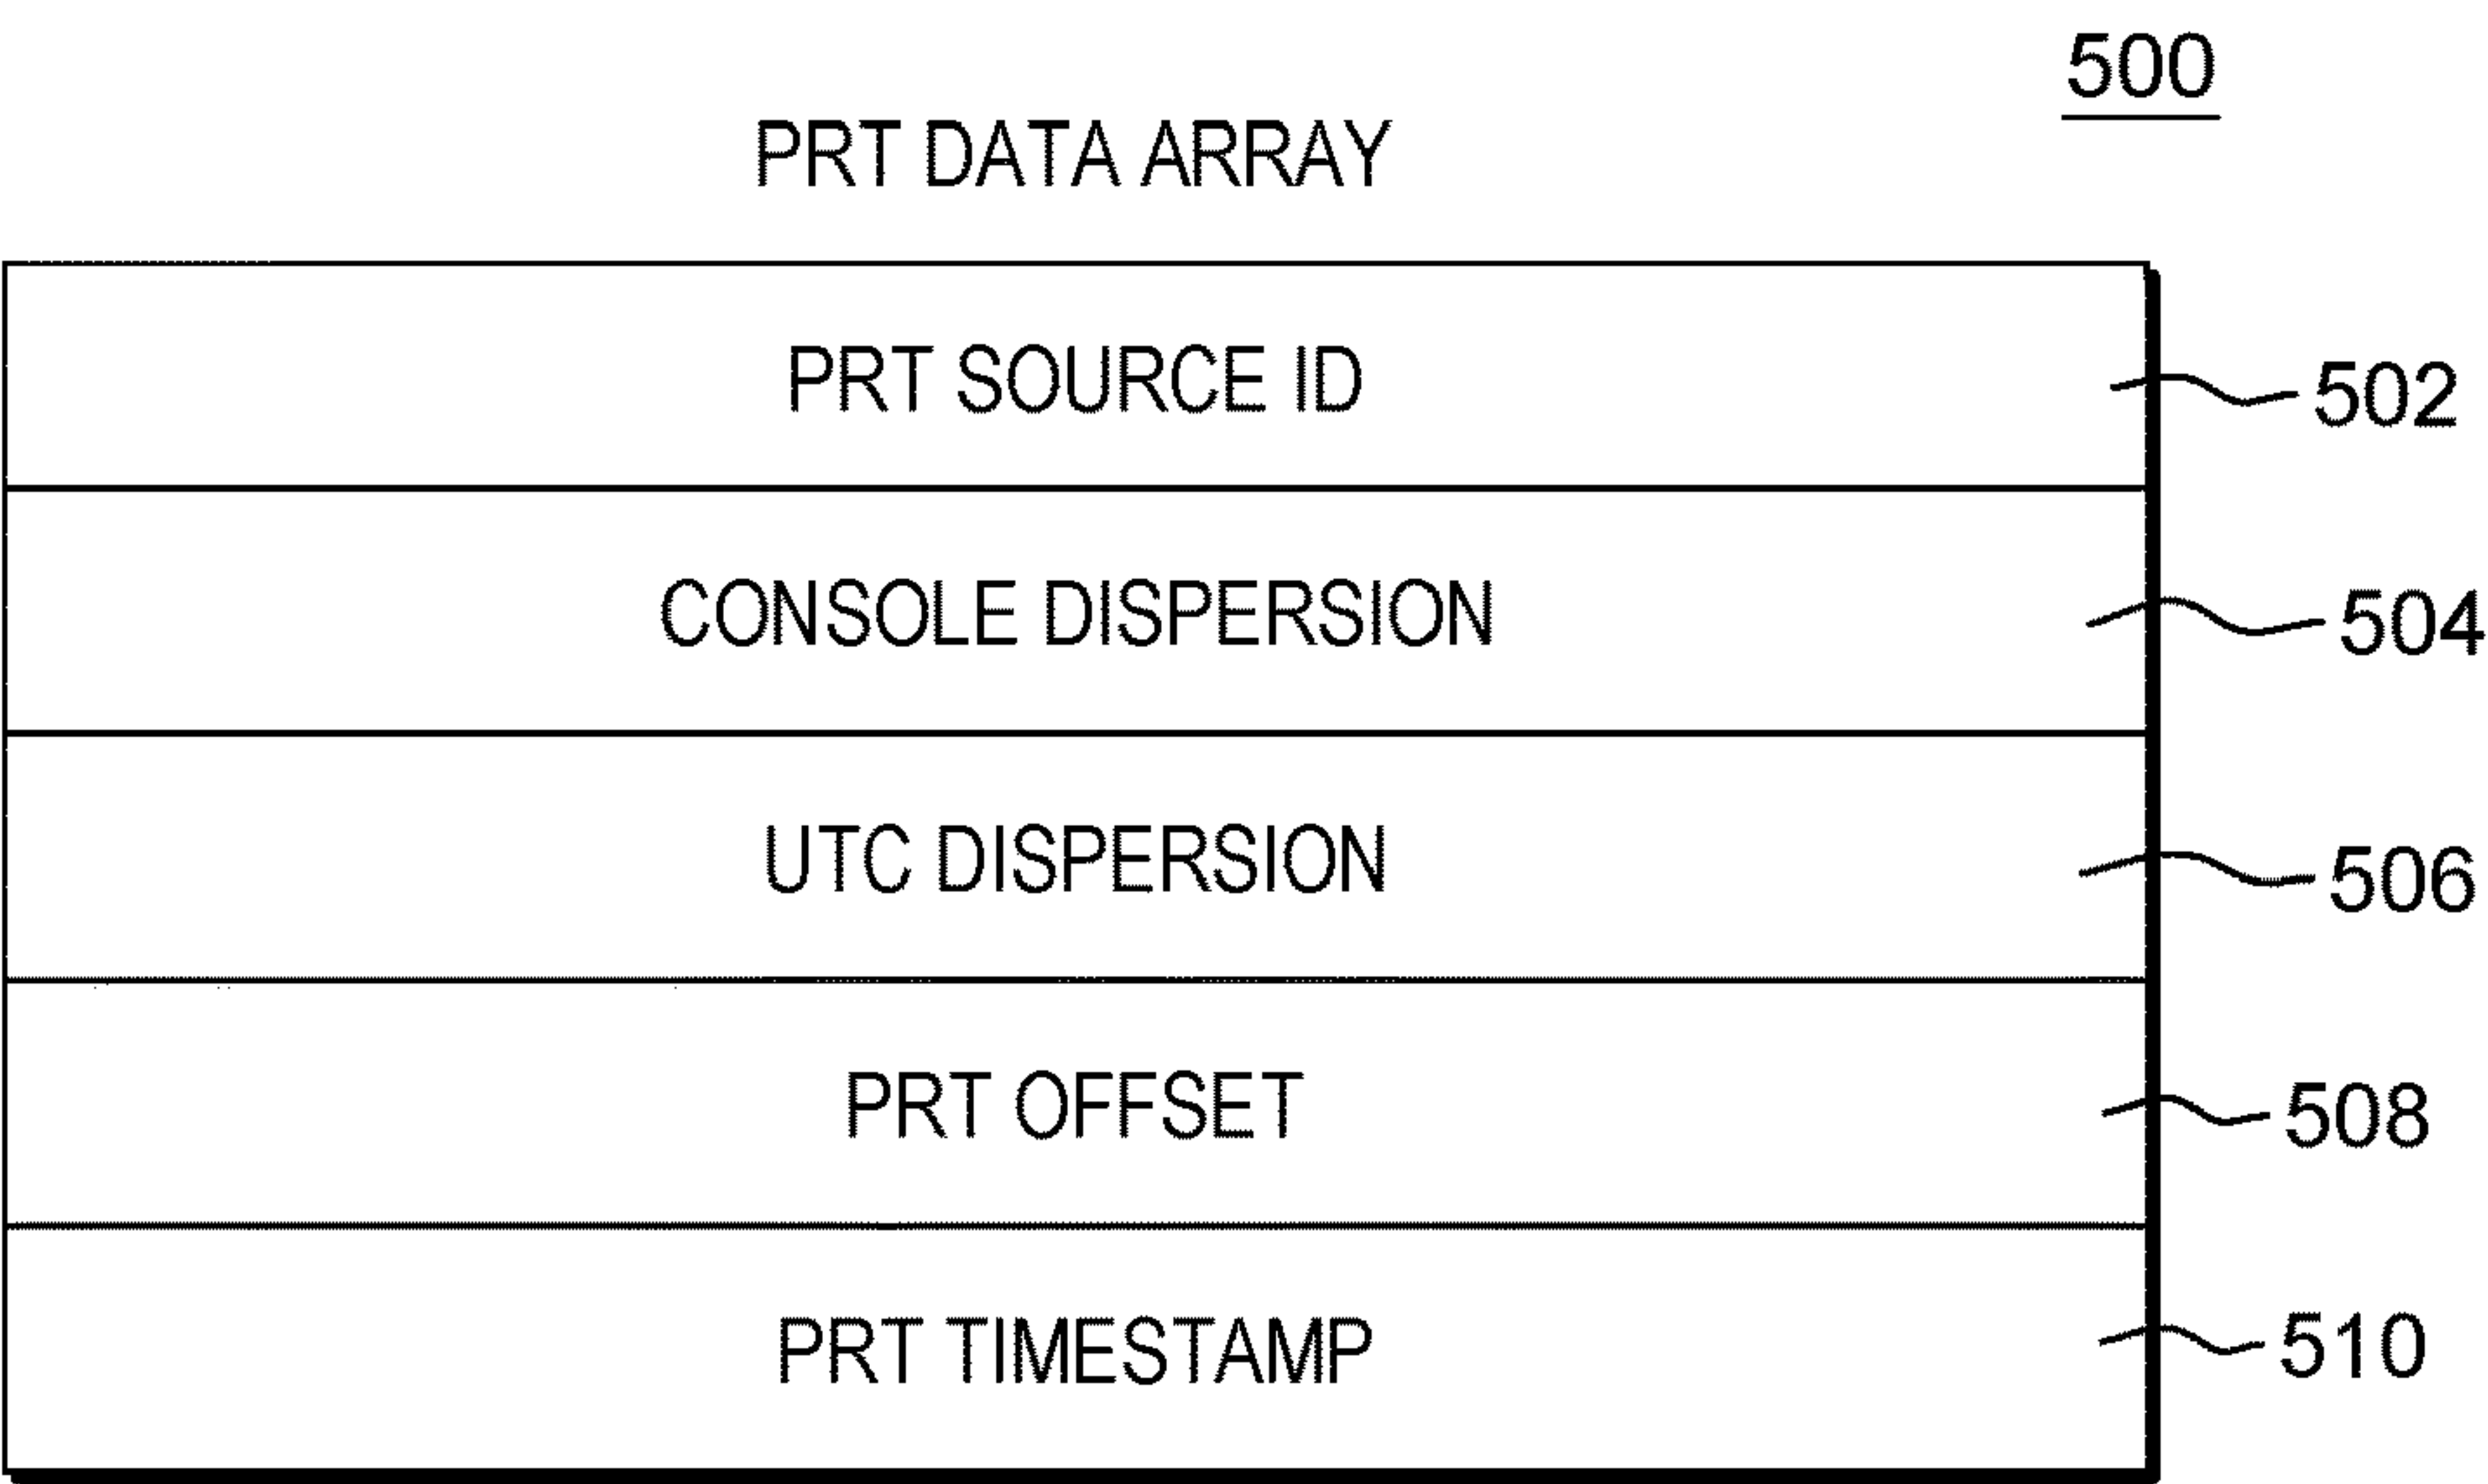 500
PRT DATA ARRAY
PRT SOURCE ID 502
CONSOLE DISPERSION 504
UTC DISPERSION 506
PRT OFFSET 508
PRT TIMESTAMP 510